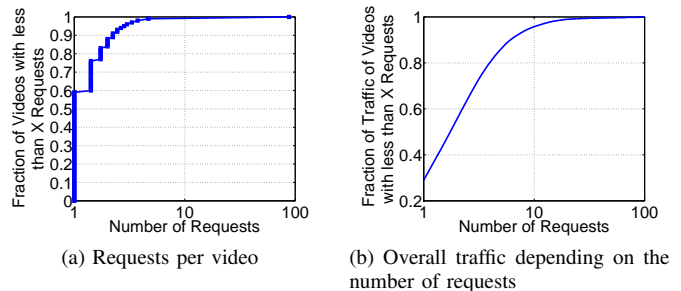 Fraction of Videos with less
than X Requests
1
0.9
0.8
0.7
0.6
0.5
0.4
0.3
0.2
0.1
0
1
10
100
Number of Requests
(a) Requests per video
Fraction of Traffic of Videos
with less than X Requests
1
0.8
0.6
0.4
0.2
1
10
100
Number of Requests
(b) Overall traffic depending on the
number of requests